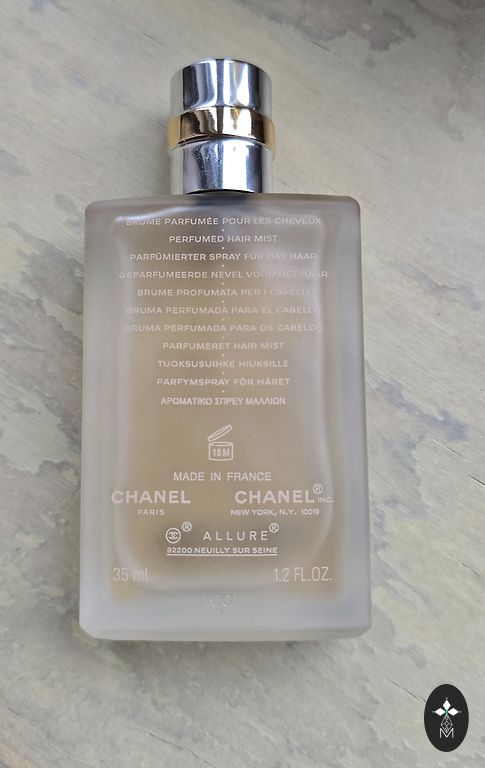 BRUME PARFUMÉE POUR LES CHEVEUX
PERFUMED HAIR MIST
PARFÜMIERTER SPRAY FÜR DAS HAAR
GEPARFUMEERDE NEVEL VOOR HET HAAR
BRUME PROFUMATA PER I CAPELLI
BRUMA PERFUMADA PARA EL CABELLO
BRUMA PERFUMADA PARA OS CABELOS
PARFUMERET HAIR MIST
TUOKSUSUIHKE HIUKSILLE
PARFYMSPRAY FÖR HÅRET
ΑΡΩΜΑΤΙΚΟ ΣΠΡΕΥ ΜΑΛΛΙΩΝ
18 M
MADE IN FRANCE
CHANEL CHANEL® INC.
PARIS NEW YORK, N.Y. 10019
® ALLURE®
92200 NEUILLY SUR SEINE
35 ml 1.2 FL.OZ.
M